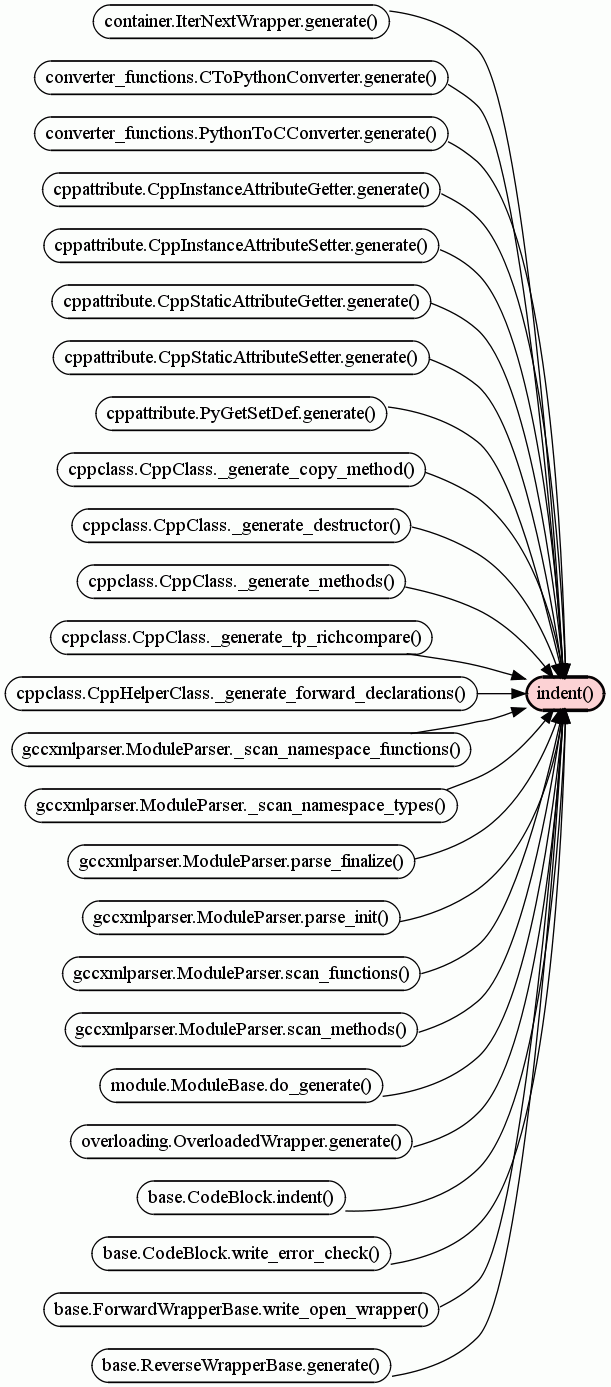 container.IterNextWrapper.generate()
converter_functions.CToPythonConverter.generate()
converter_functions.PythonToCConverter.generate()
cppattribute.CppInstanceAttributeGetter.generate()
cppattribute.CppInstanceAttributeSetter.generate()
cppattribute.CppStaticAttributeGetter.generate()
cppattribute.CppStaticAttributeSetter.generate()
cppattribute.PyGetSetDef.generate()
cppclass.CppClass._generate_copy_method()
cppclass.CppClass._generate_destructor()
cppclass.CppClass._generate_methods()
cppclass.CppClass._generate_tp_richcompare()
cppclass.CppHelperClass._generate_forward_declarations()
indent()
gccxmlparser.ModuleParser._scan_namespace_functions()
gccxmlparser.ModuleParser._scan_namespace_types()
gccxmlparser.ModuleParser.parse_finalize()
gccxmlparser.ModuleParser.parse_init()
gccxmlparser.ModuleParser.scan_functions()
gccxmlparser.ModuleParser.scan_methods()
module.ModuleBase.do_generate()
overloading.OverloadedWrapper.generate()
base.CodeBlock.indent()
base.CodeBlock.write_error_check()
base.ForwardWrapperBase.write_open_wrapper()
base.ReverseWrapperBase.generate()